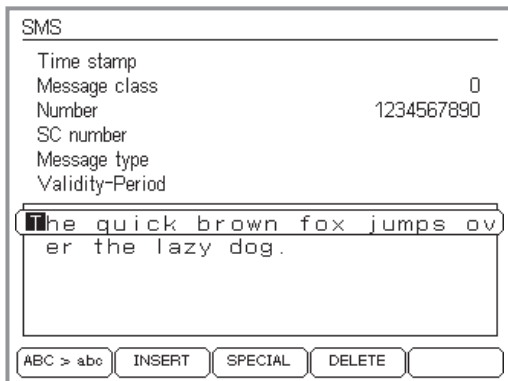 SMS
Time stamp
Message class 0
Number 1234567890
SC number
Message type
Validity-Period
The quick brown fox jumps ov
er the lazy dog.
ABC > abc INSERT SPECIAL DELETE